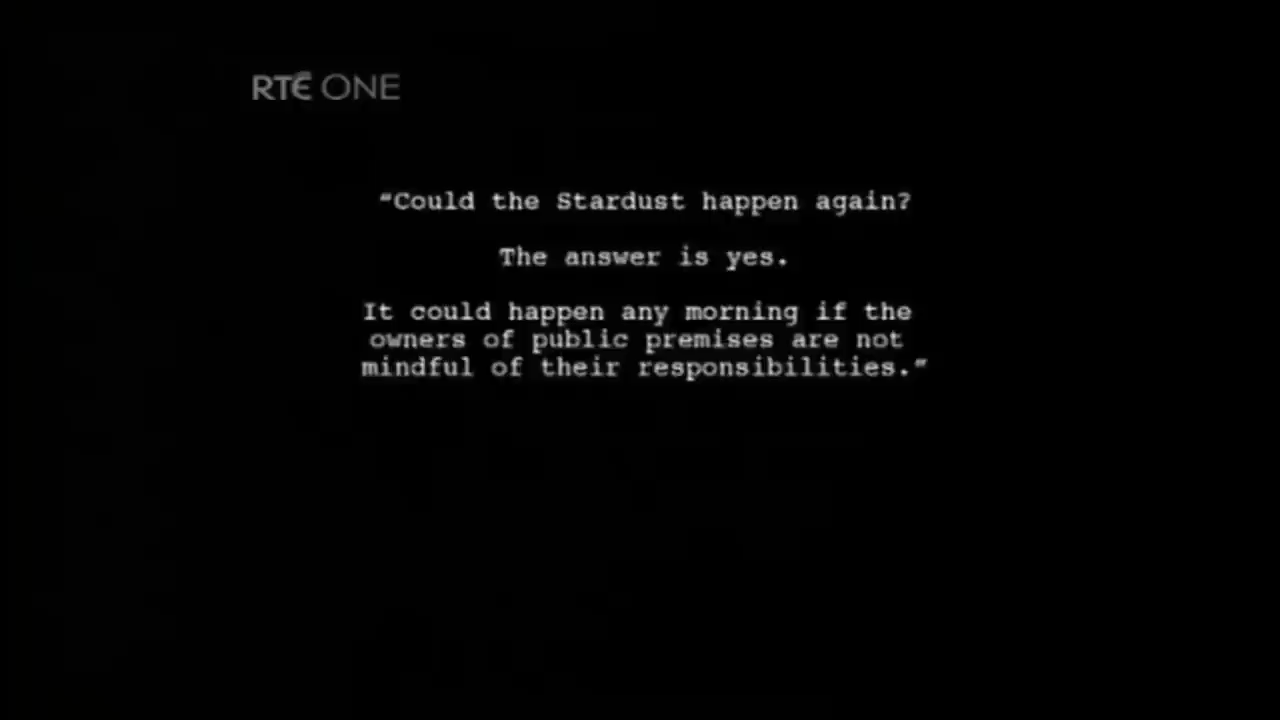 RTÉ ONE
"Could the Stardust happen again?
The answer is yes.
It could happen any morning if the
owners of public premises are not
mindful of their responsibilities."